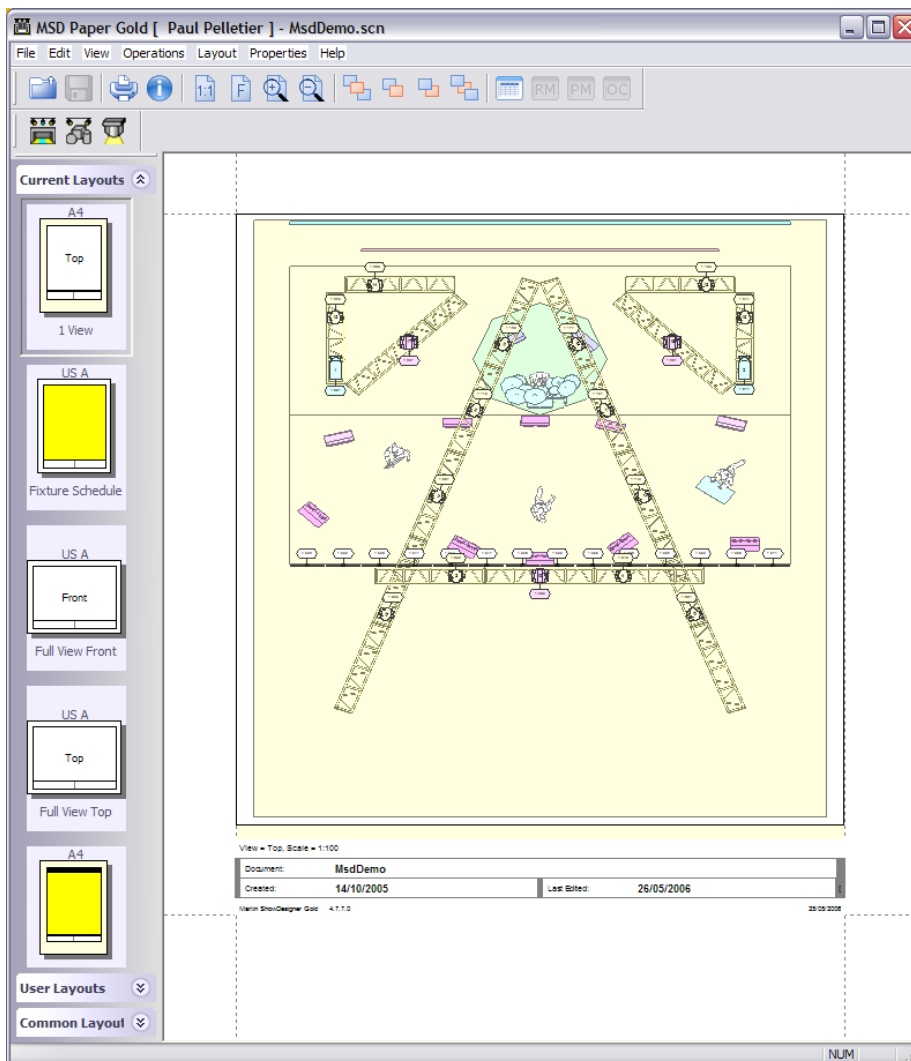 MSD Paper Gold [ Paul Pelletier ] - MsdDemo.scn
File Edit View Operations Layout Properties Help
1:1 F RM PM OC
Current Layouts
A4
Top
1 View
US A
Fixture Schedule
US A
Front
Full View Front
US A
Top
Full View Top
A4
User Layouts
Common Layout
View = Top, Scale = 1:100
Document: MsdDemo
Created: 14/10/2005 Last Edited: 26/05/2006
Martin ShowDesigner Gold 4.7.7.0
NUM